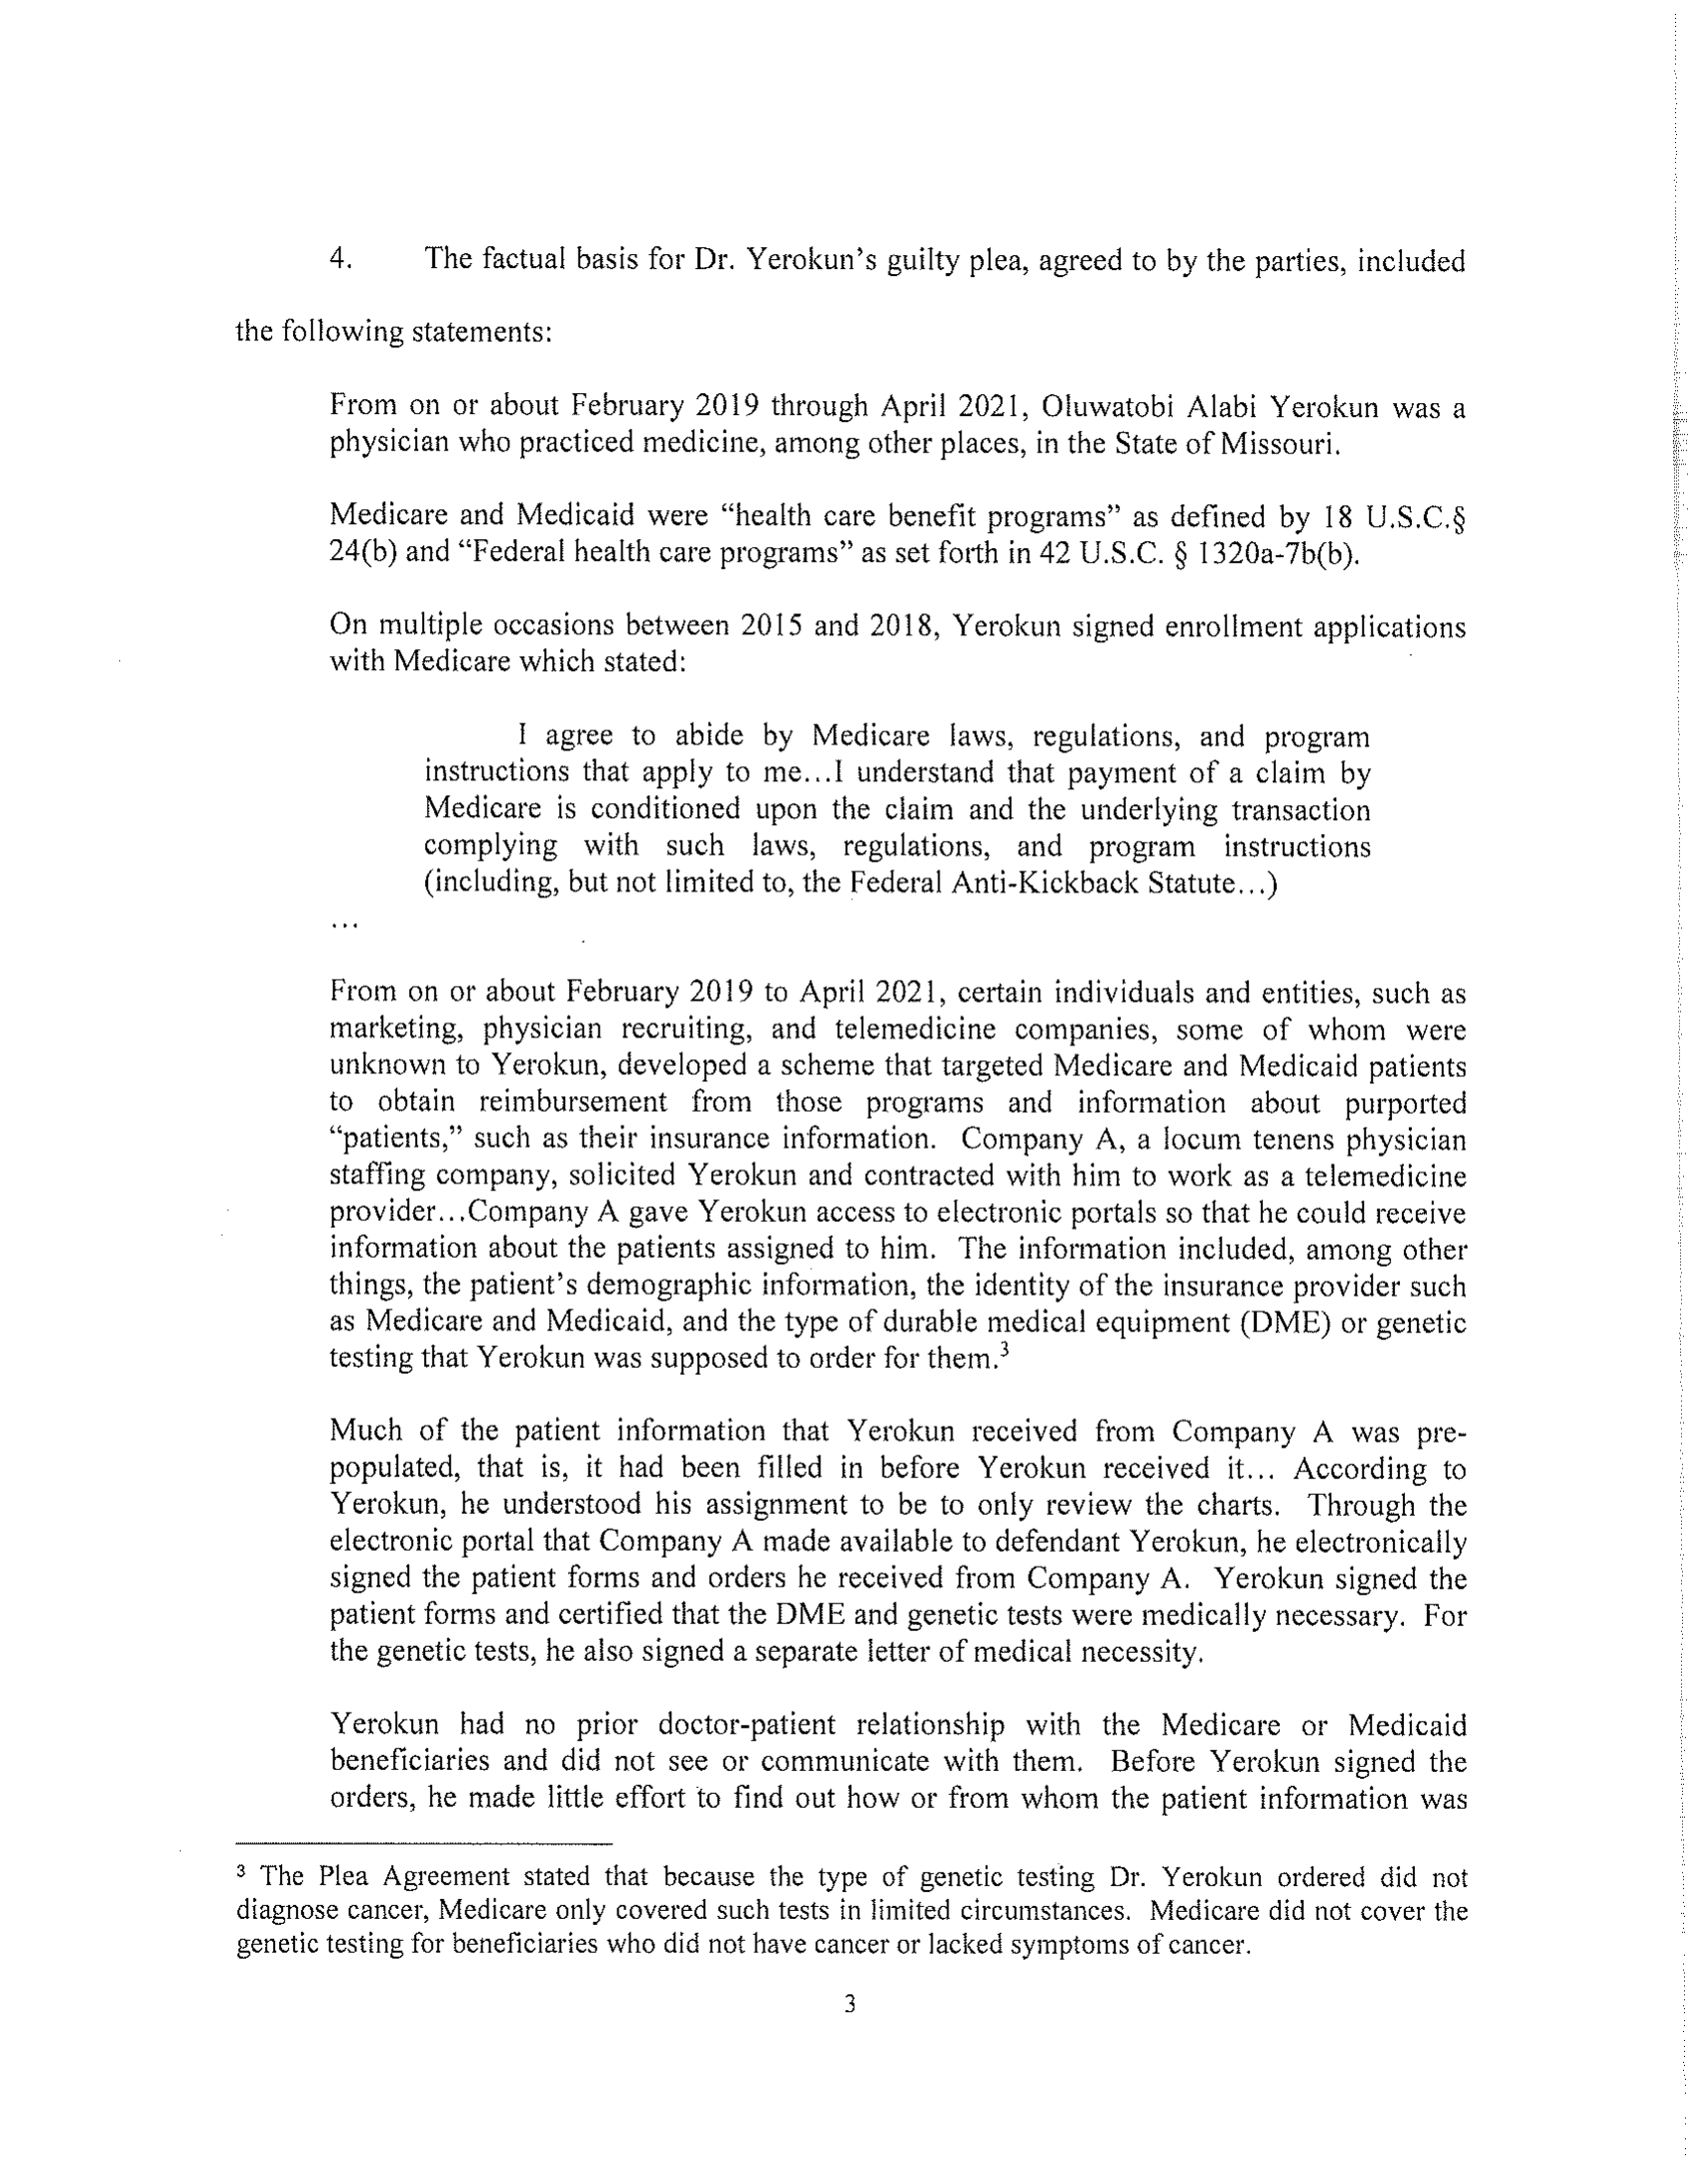 4. The factual basis for Dr. Yerokun’s guilty plea, agreed to by the parties, included
the following statements:
From on or about February 2019 through April 2021, Oluwatobi Alabi Yerokun was a
physician who practiced medicine, among other places, in the State of Missouri.
Medicare and Medicaid were “health care benefit programs” as defined by 18 U.S.C.§
24(b) and “Federal health care programs” as set forth in 42 U.S.C. § 1320a-7b(b).
On multiple occasions between 2015 and 2018, Yerokun signed enrollment applications
with Medicare which stated:
I agree to abide by Medicare laws, regulations, and program
instructions that apply to me...I understand that payment of a claim by
Medicare is conditioned upon the claim and the underlying transaction
complying with such laws, regulations, and program instructions
(including, but not limited to, the Federal Anti-Kickback Statute...)
...
From on or about February 2019 to April 2021, certain individuals and entities, such as
marketing, physician recruiting, and telemedicine companies, some of whom were
unknown to Yerokun, developed a scheme that targeted Medicare and Medicaid patients
to obtain reimbursement from those programs and information about purported
“patients,” such as their insurance information. Company A, a locum tenens physician
staffing company, solicited Yerokun and contracted with him to work as a telemedicine
provider...Company A gave Yerokun access to electronic portals so that he could receive
information about the patients assigned to him. The information included, among other
things, the patient’s demographic information, the identity of the insurance provider such
as Medicare and Medicaid, and the type of durable medical equipment (DME) or genetic
testing that Yerokun was supposed to order for them.³
Much of the patient information that Yerokun received from Company A was pre-
populated, that is, it had been filled in before Yerokun received it... According to
Yerokun, he understood his assignment to be to only review the charts. Through the
electronic portal that Company A made available to defendant Yerokun, he electronically
signed the patient forms and orders he received from Company A. Yerokun signed the
patient forms and certified that the DME and genetic tests were medically necessary. For
the genetic tests, he also signed a separate letter of medical necessity.
Yerokun had no prior doctor-patient relationship with the Medicare or Medicaid
beneficiaries and did not see or communicate with them. Before Yerokun signed the
orders, he made little effort to find out how or from whom the patient information was
³ The Plea Agreement stated that because the type of genetic testing Dr. Yerokun ordered did not
diagnose cancer, Medicare only covered such tests in limited circumstances. Medicare did not cover the
genetic testing for beneficiaries who did not have cancer or lacked symptoms of cancer.
3